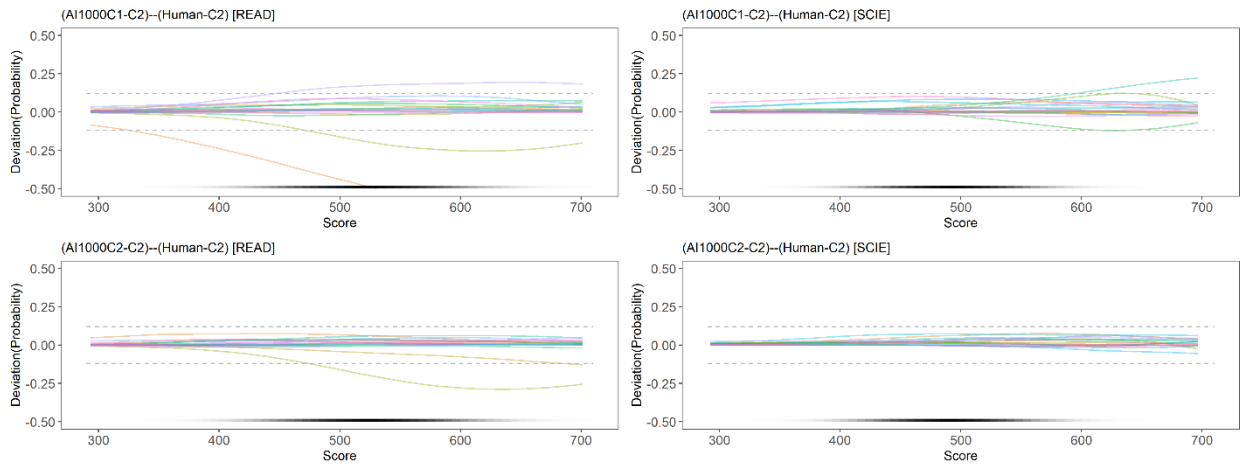 (AI1000C1-C2)--(Human-C2) [READ]
Deviation(Probability)
0.50
0.25
0.00
-0.25
-0.50
300 400 500 600 700
Score
(AI1000C1-C2)--(Human-C2) [SCIE]
Deviation(Probability)
0.50
0.25
0.00
-0.25
-0.50
300 400 500 600 700
Score
(AI1000C2-C2)--(Human-C2) [READ]
Deviation(Probability)
0.50
0.25
0.00
-0.25
-0.50
300 400 500 600 700
Score
(AI1000C2-C2)--(Human-C2) [SCIE]
Deviation(Probability)
0.50
0.25
0.00
-0.25
-0.50
300 400 500 600 700
Score